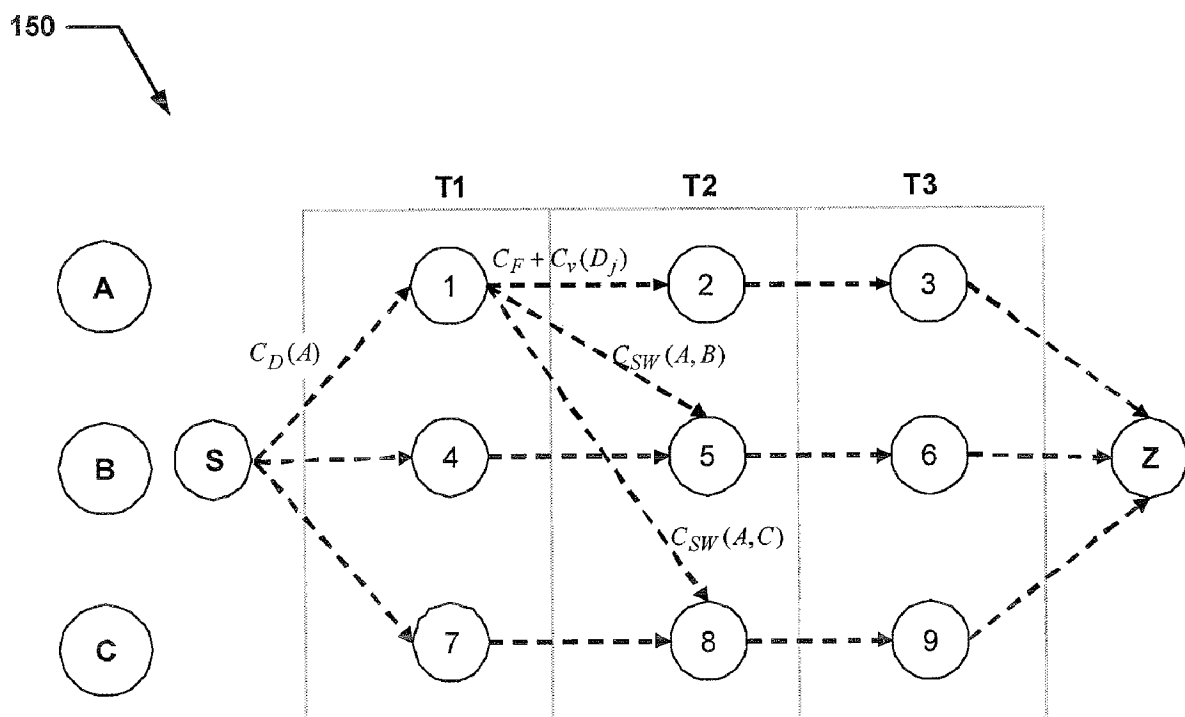 150
T1 T2 T3
A 1 C_F + C_v(D_j) 2 3
C_D(A) C_SW(A,B)
B S 4 5 6 Z
C_SW(A,C)
C 7 8 9